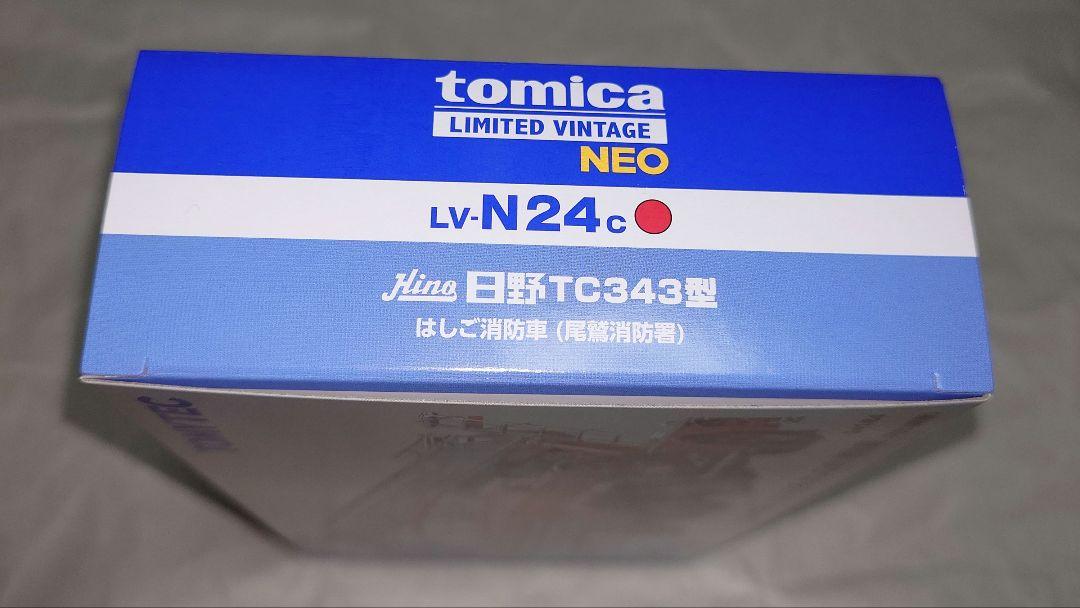 tomica
LIMITED VINTAGE
NEO
LV-N24c
Hino 日野TC343型
はしご消防車 (尾鷲消防署)